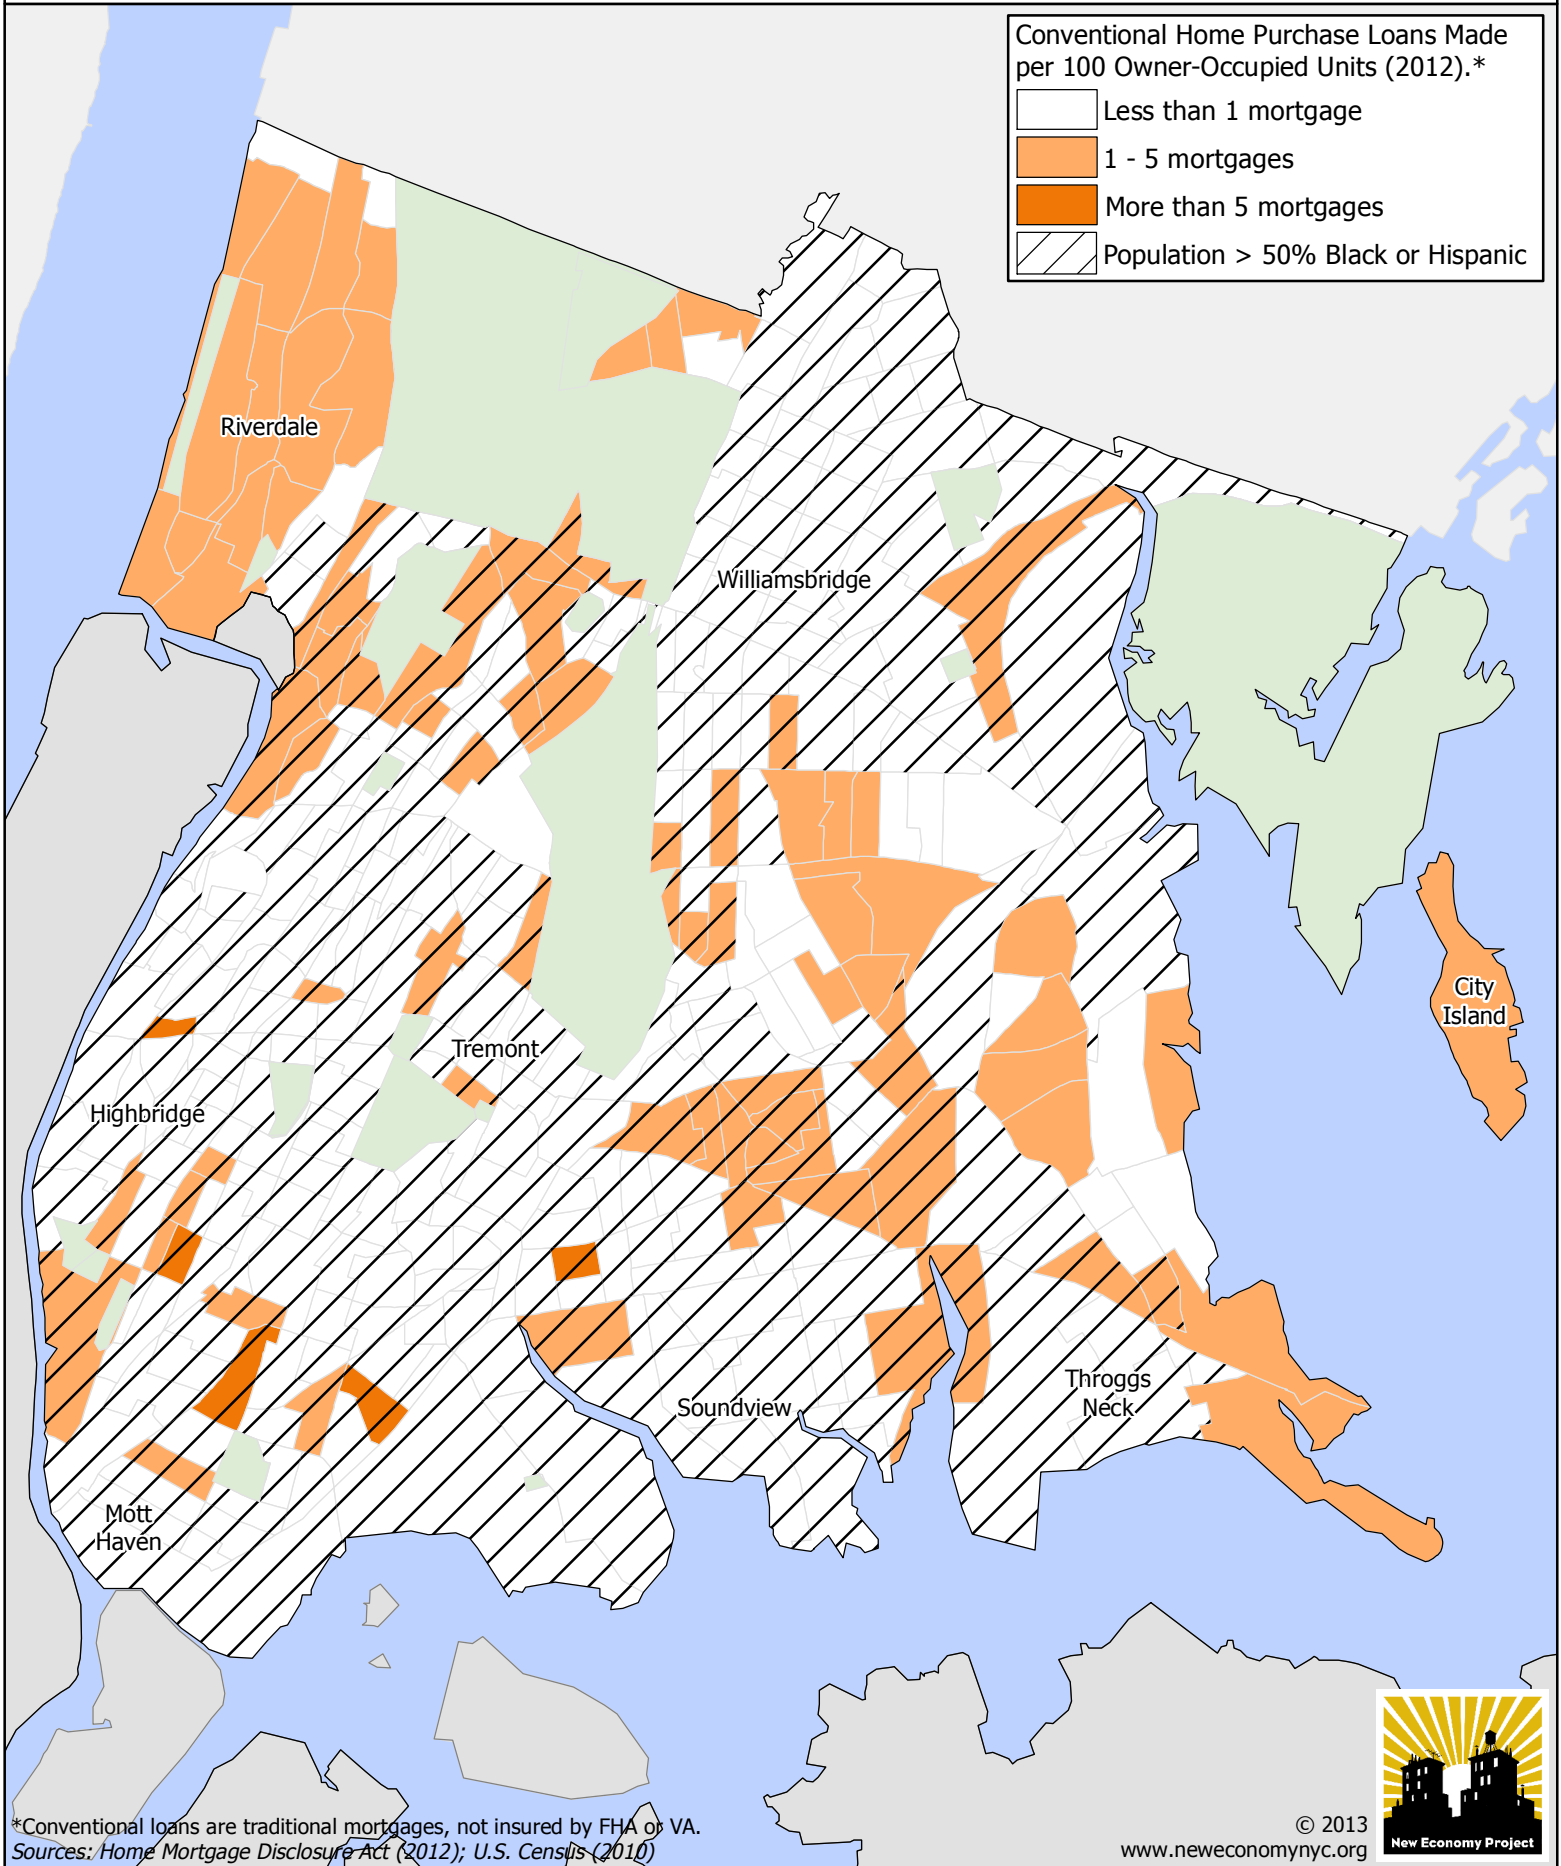 Conventional Home Purchase Loans Made
per 100 Owner-Occupied Units (2012).*
Less than 1 mortgage
1 - 5 mortgages
More than 5 mortgages
Population > 50% Black or Hispanic
Riverdale
Williamsbridge
City
Island
Tremont
Highbridge
Throggs
Neck
Soundview
Mott
Haven
*Conventional loans are traditional mortgages, not insured by FHA or VA.
Sources: Home Mortgage Disclosure Act (2012); U.S. Census (2010)
© 2013
www.neweconomynyc.org
New Economy Project